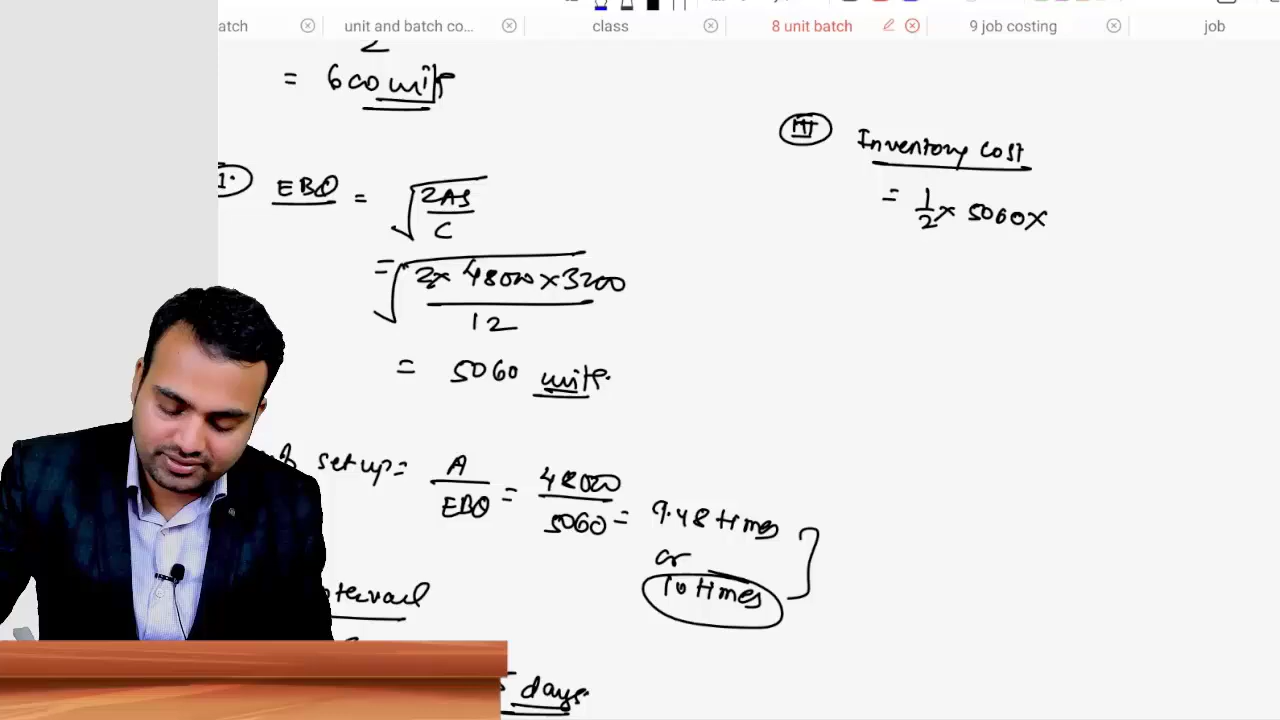 atch
unit and batch co...
class
8 unit batch
9 job costing
job
2
= 600 units
I. EBQ = √2AS
C
= √2x 48000 x 3200
12
= 5060 units.
setup = A = 48000 = 9.48 times
EBQ 5060
or
10 times
days.
III Inventory cost
= 1/2 x 5060 x